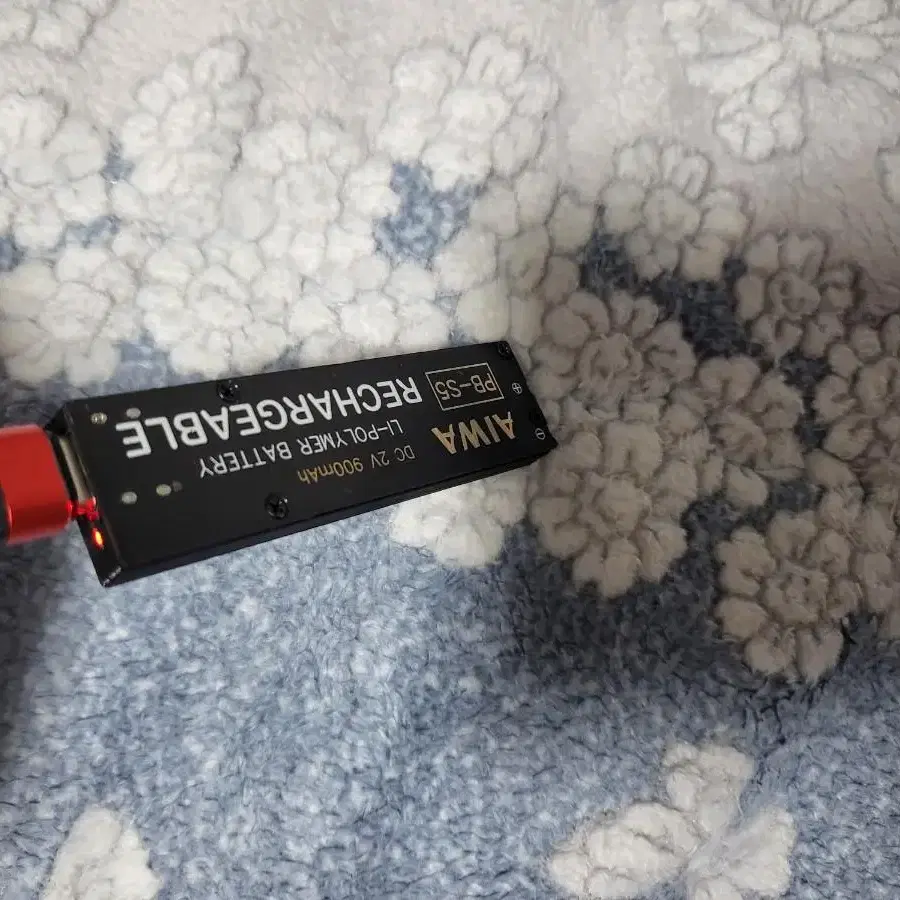 AIWA
PB-S5
DC 2V 900mAh
LI-POLYMER BATTERY
RECHARGEABLE